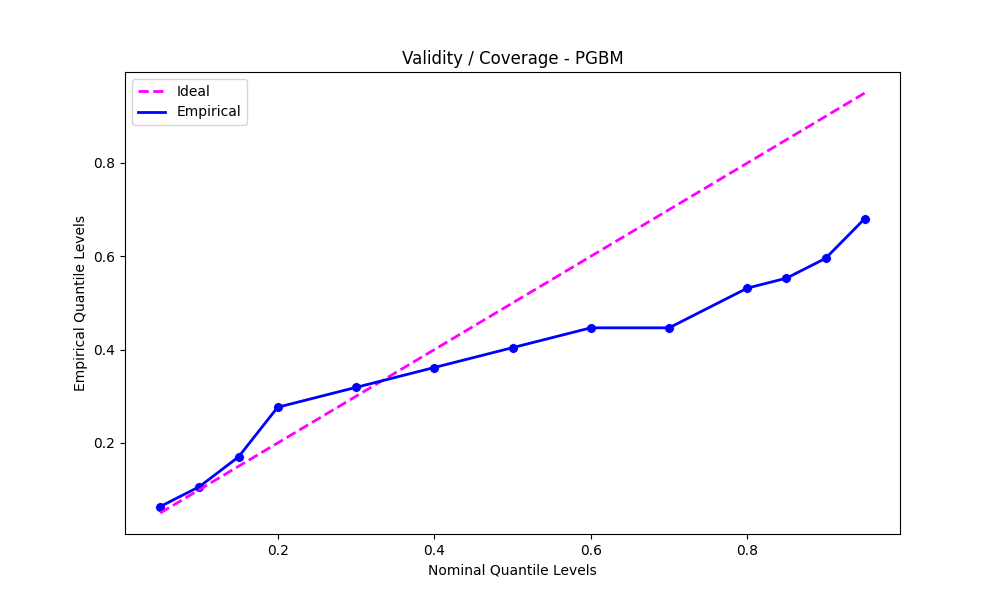 Validity / Coverage - PGBM
Ideal
Empirical
0.8
0.6
0.4
0.2
Empirical Quantile Levels
0.2 0.4 0.6 0.8
Nominal Quantile Levels